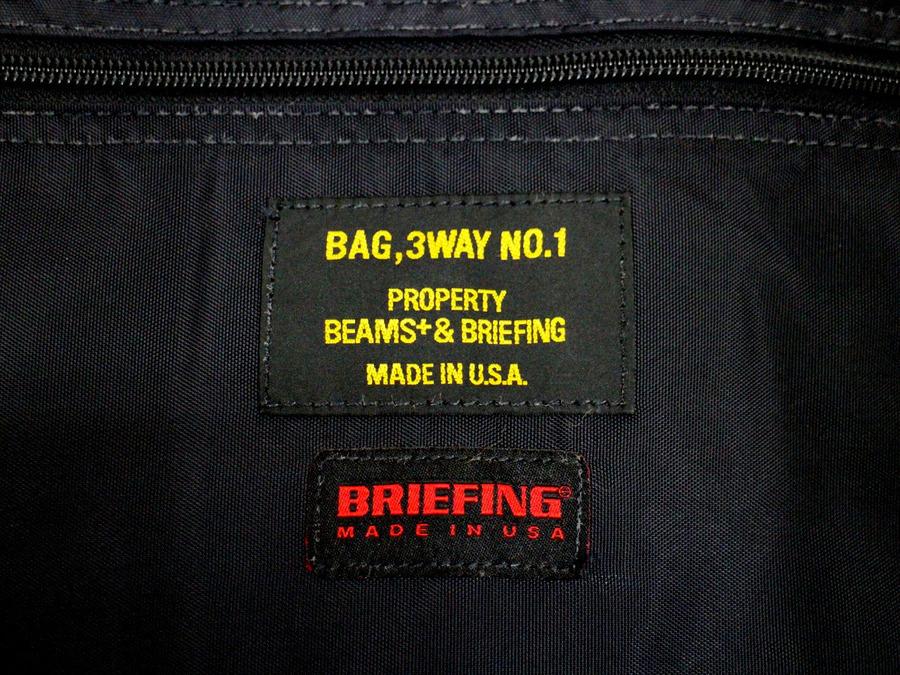 BAG,3WAY NO.1
PROPERTY
BEAMS+ & BRIEFING
MADE IN U.S.A.
BRIEFING®
MADE IN USA